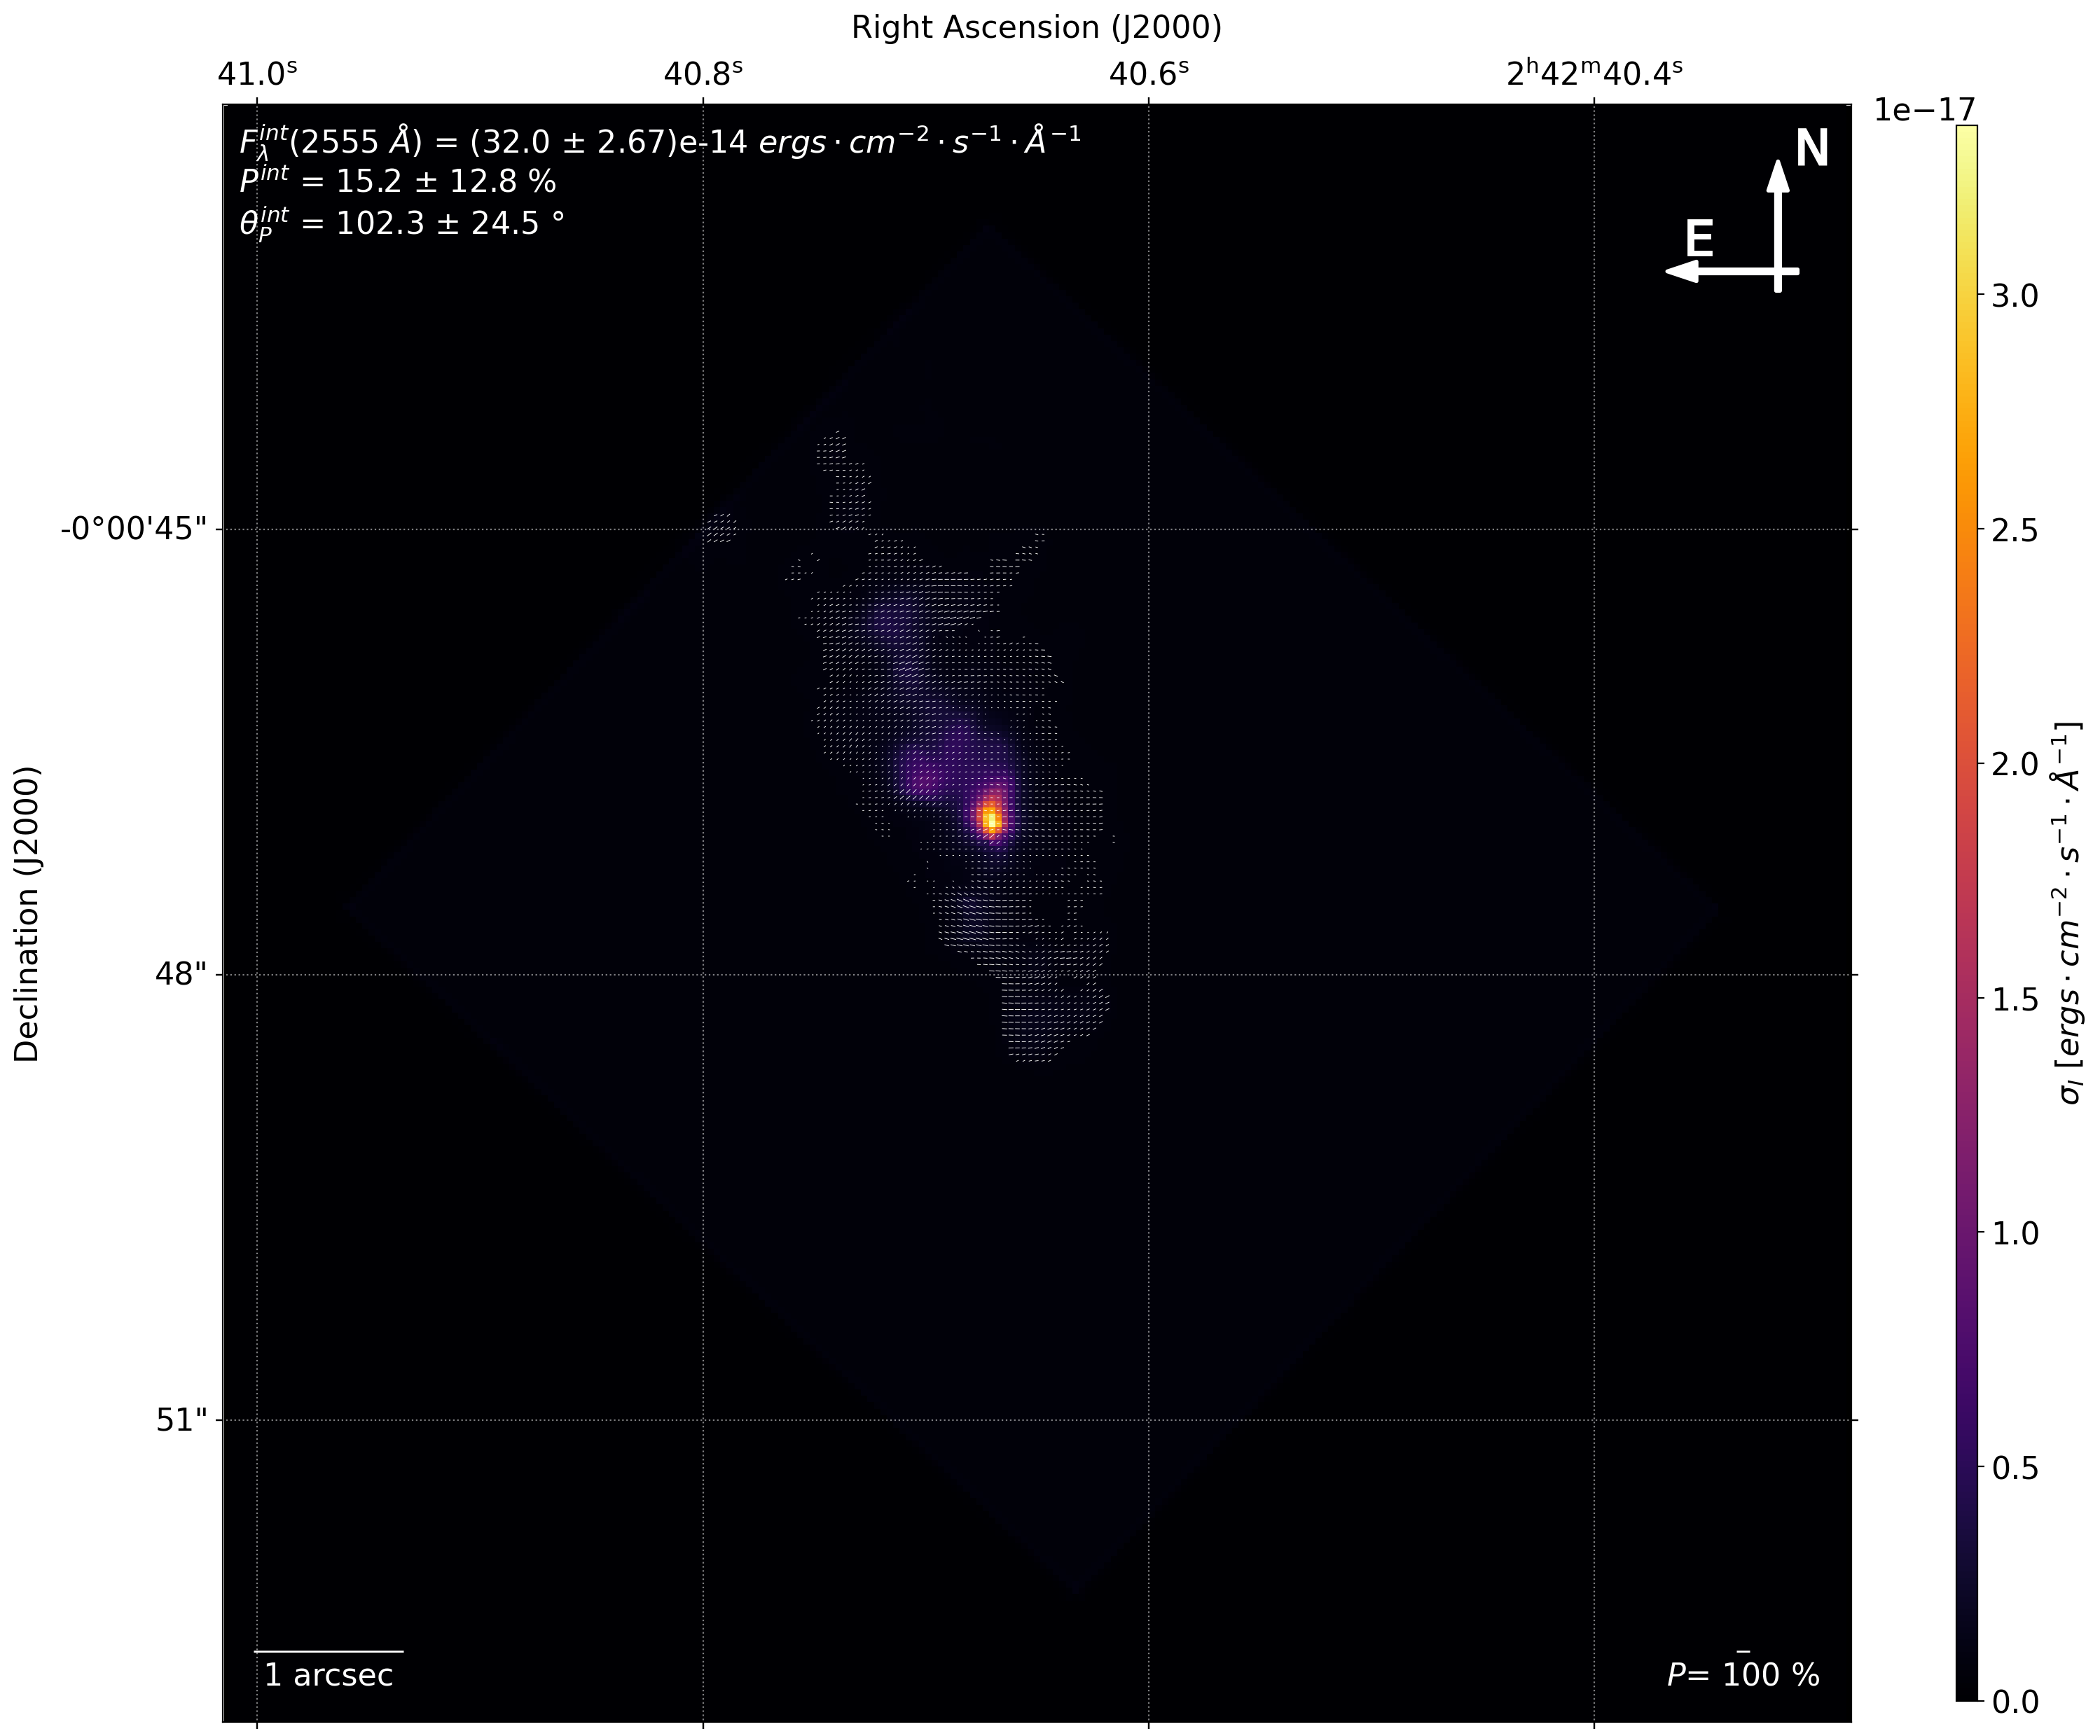 Right Ascension (J2000)
41.0ˢ 40.8ˢ 40.6ˢ 2ʰ42ᵐ40.4ˢ
1e−17
F_λ^int(2555 Å) = (32.0 ± 2.67)e-14 ergs · cm⁻² · s⁻¹ · Å⁻¹
P^int = 15.2 ± 12.8 %
θ_P^int = 102.3 ± 24.5 °
N
E
-0°00'45"
48"
51"
Declination (J2000)
3.0
2.5
2.0
1.5
1.0
0.5
0.0
σ_I [ergs · cm⁻² · s⁻¹ · Å⁻¹]
1 arcsec
P= 100 %